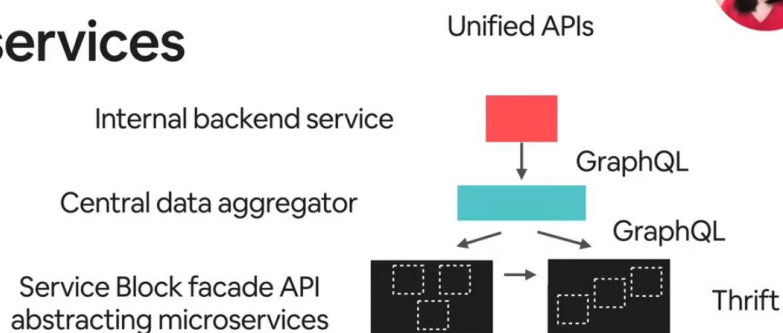 services
Unified APIs
Internal backend service
GraphQL
Central data aggregator
GraphQL
Service Block facade API
abstracting microservices
Thrift